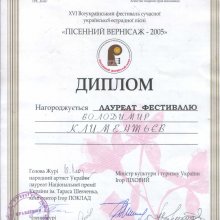 XVI Всеукраїнський фестиваль сучасної
української естрадної пісні
«ПІСЕННИЙ ВЕРНІСАЖ - 2005»
ДИПЛОМ
Нагороджується ЛАУРЕАТ ФЕСТИВАЛЮ
ВОЛОДИМИР
КЛИМЕНТЬЄВ
Голова Журі
народний артист України
лауреат Національної премії
України ім. Тараса Шевченка,
композитор Ігор ПОКЛАД
Міністр культури і туризму України
Ігор ЛІХОВИЙ